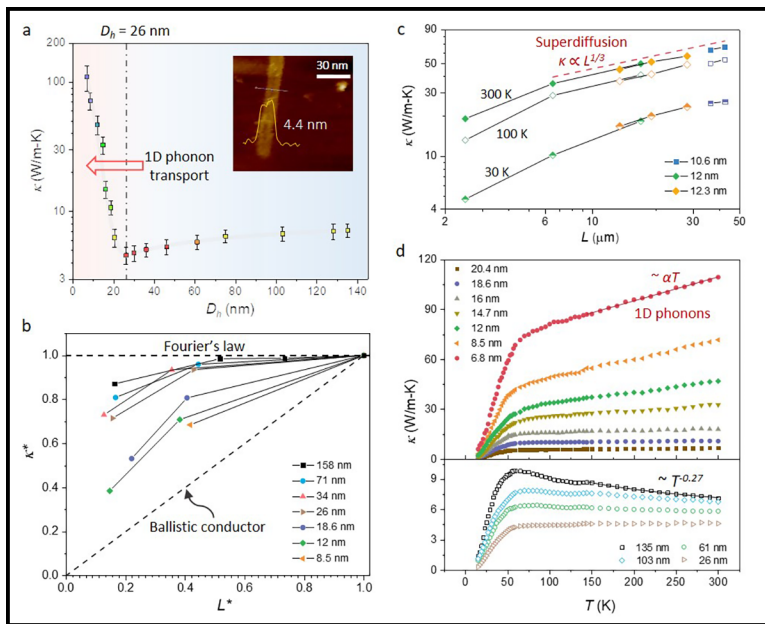 a
D_h = 26 nm
200
100
30
10
6
3
κ (W/m-K)
0 20 40 60 80 100 120 140
D_h (nm)
1D phonon
transport
30 nm
4.4 nm
b
Fourier's law
1.0
0.8
0.6
0.4
0.2
0.0
κ*
Ballistic
conductor
158 nm
71 nm
34 nm
26 nm
18.6 nm
12 nm
8.5 nm
0.0 0.2 0.4 0.6 0.8 1.0
L*
c
90
50
30
10
4
κ (W/m-K)
Superdiffusion
κ ∝ L^{1/3}
300 K
100 K
30 K
10.6 nm
12 nm
12.3 nm
2 4 6 10 30 50
L (μm)
d
20.4 nm
18.6 nm
16 nm
14.7 nm
12 nm
8.5 nm
6.8 nm
~ αT
1D phonons
120
90
60
30
0
κ (W/m-K)
~ T^{-0.27}
9
6
3
0
135 nm 61 nm
103 nm 26 nm
0 50 100 150 200 250 300
T (K)